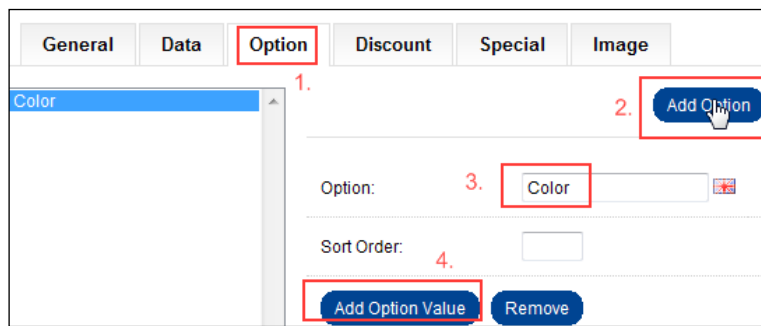 General Data Option Discount Special Image
1.
Color
2. Add Option
Option: 3. Color
Sort Order:
4.
Add Option Value Remove